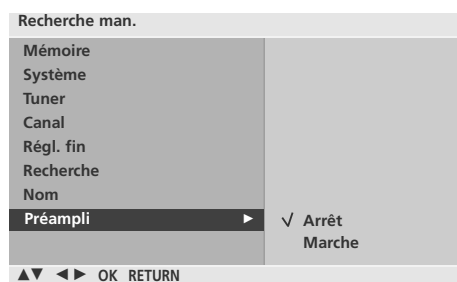 Recherche man.
Mémoire
Système
Tuner
Canal
Régl. fin
Recherche
Nom
Préampli ► √ Arrêt
Marche
▲▼ ◄► OK RETURN